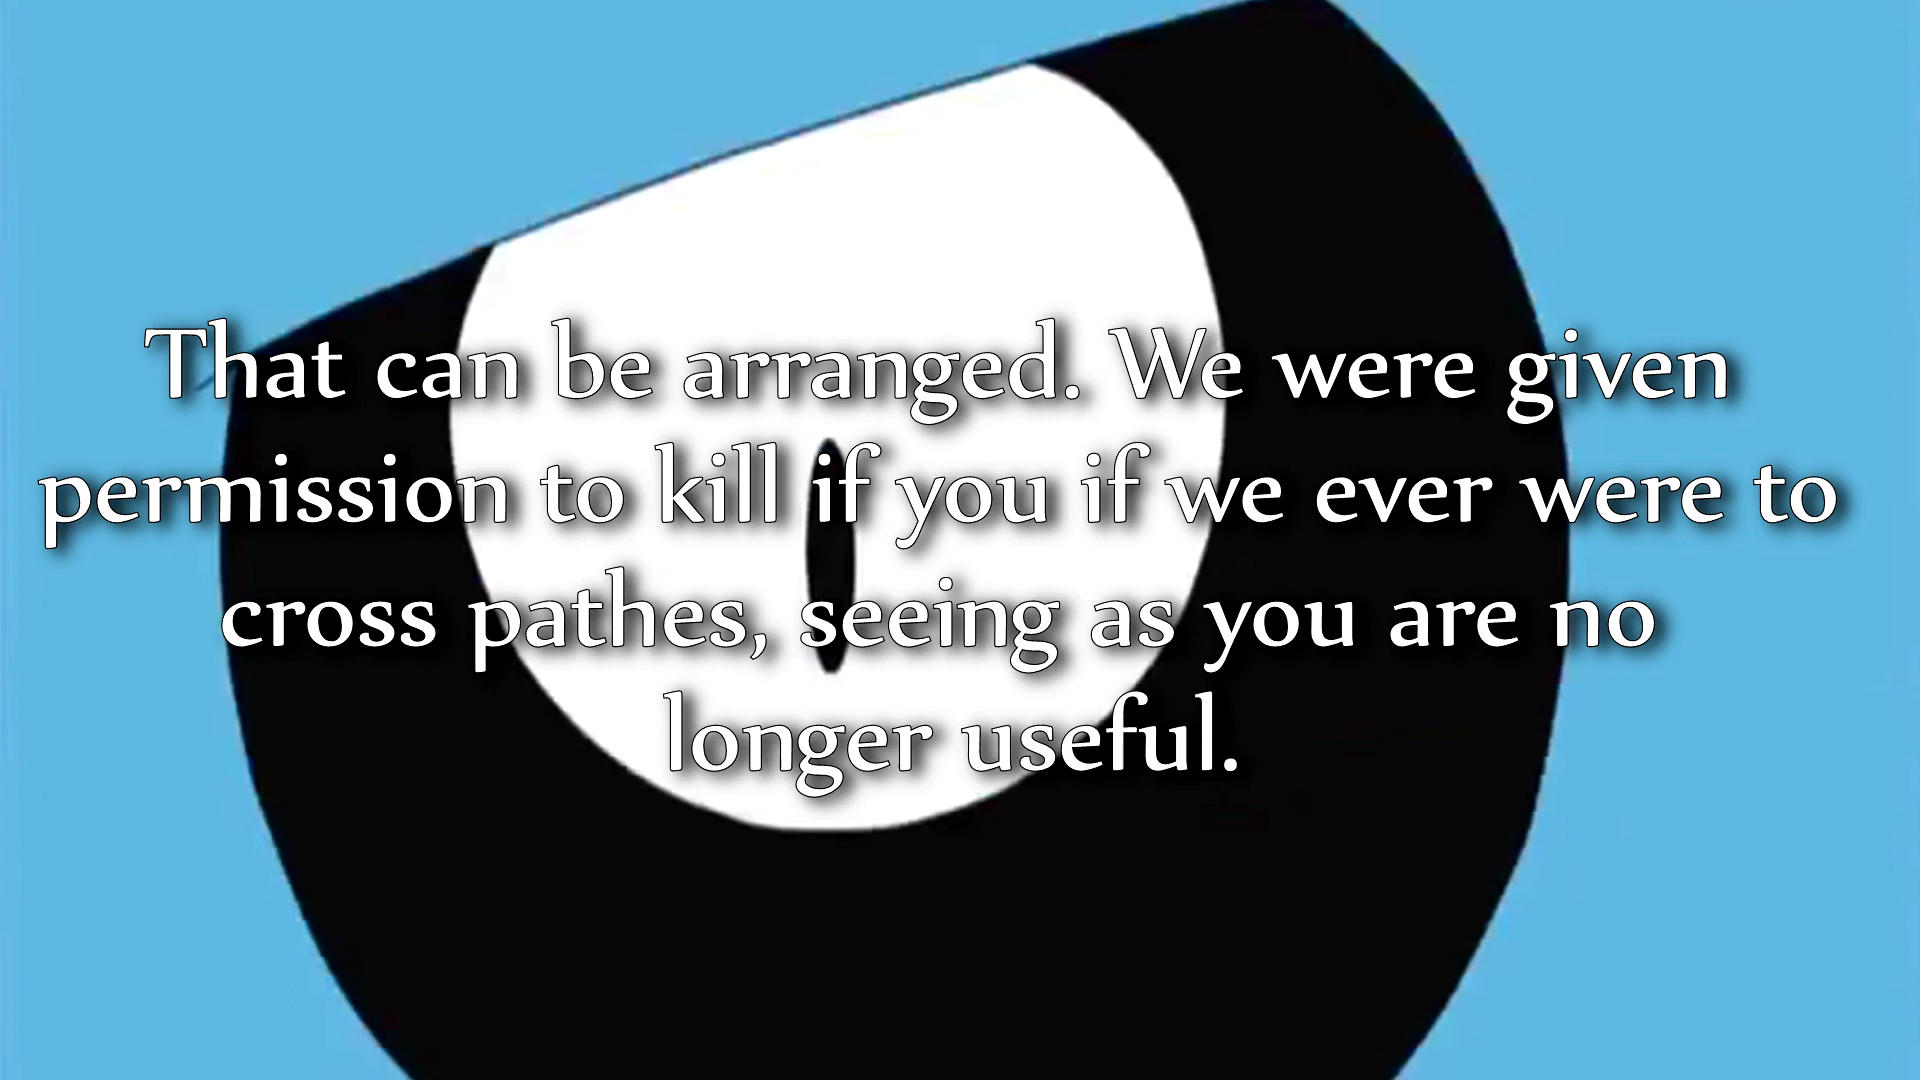 That can be arranged. We were given
permission to kill if you if we ever were to
cross pathes, seeing as you are no
longer useful.